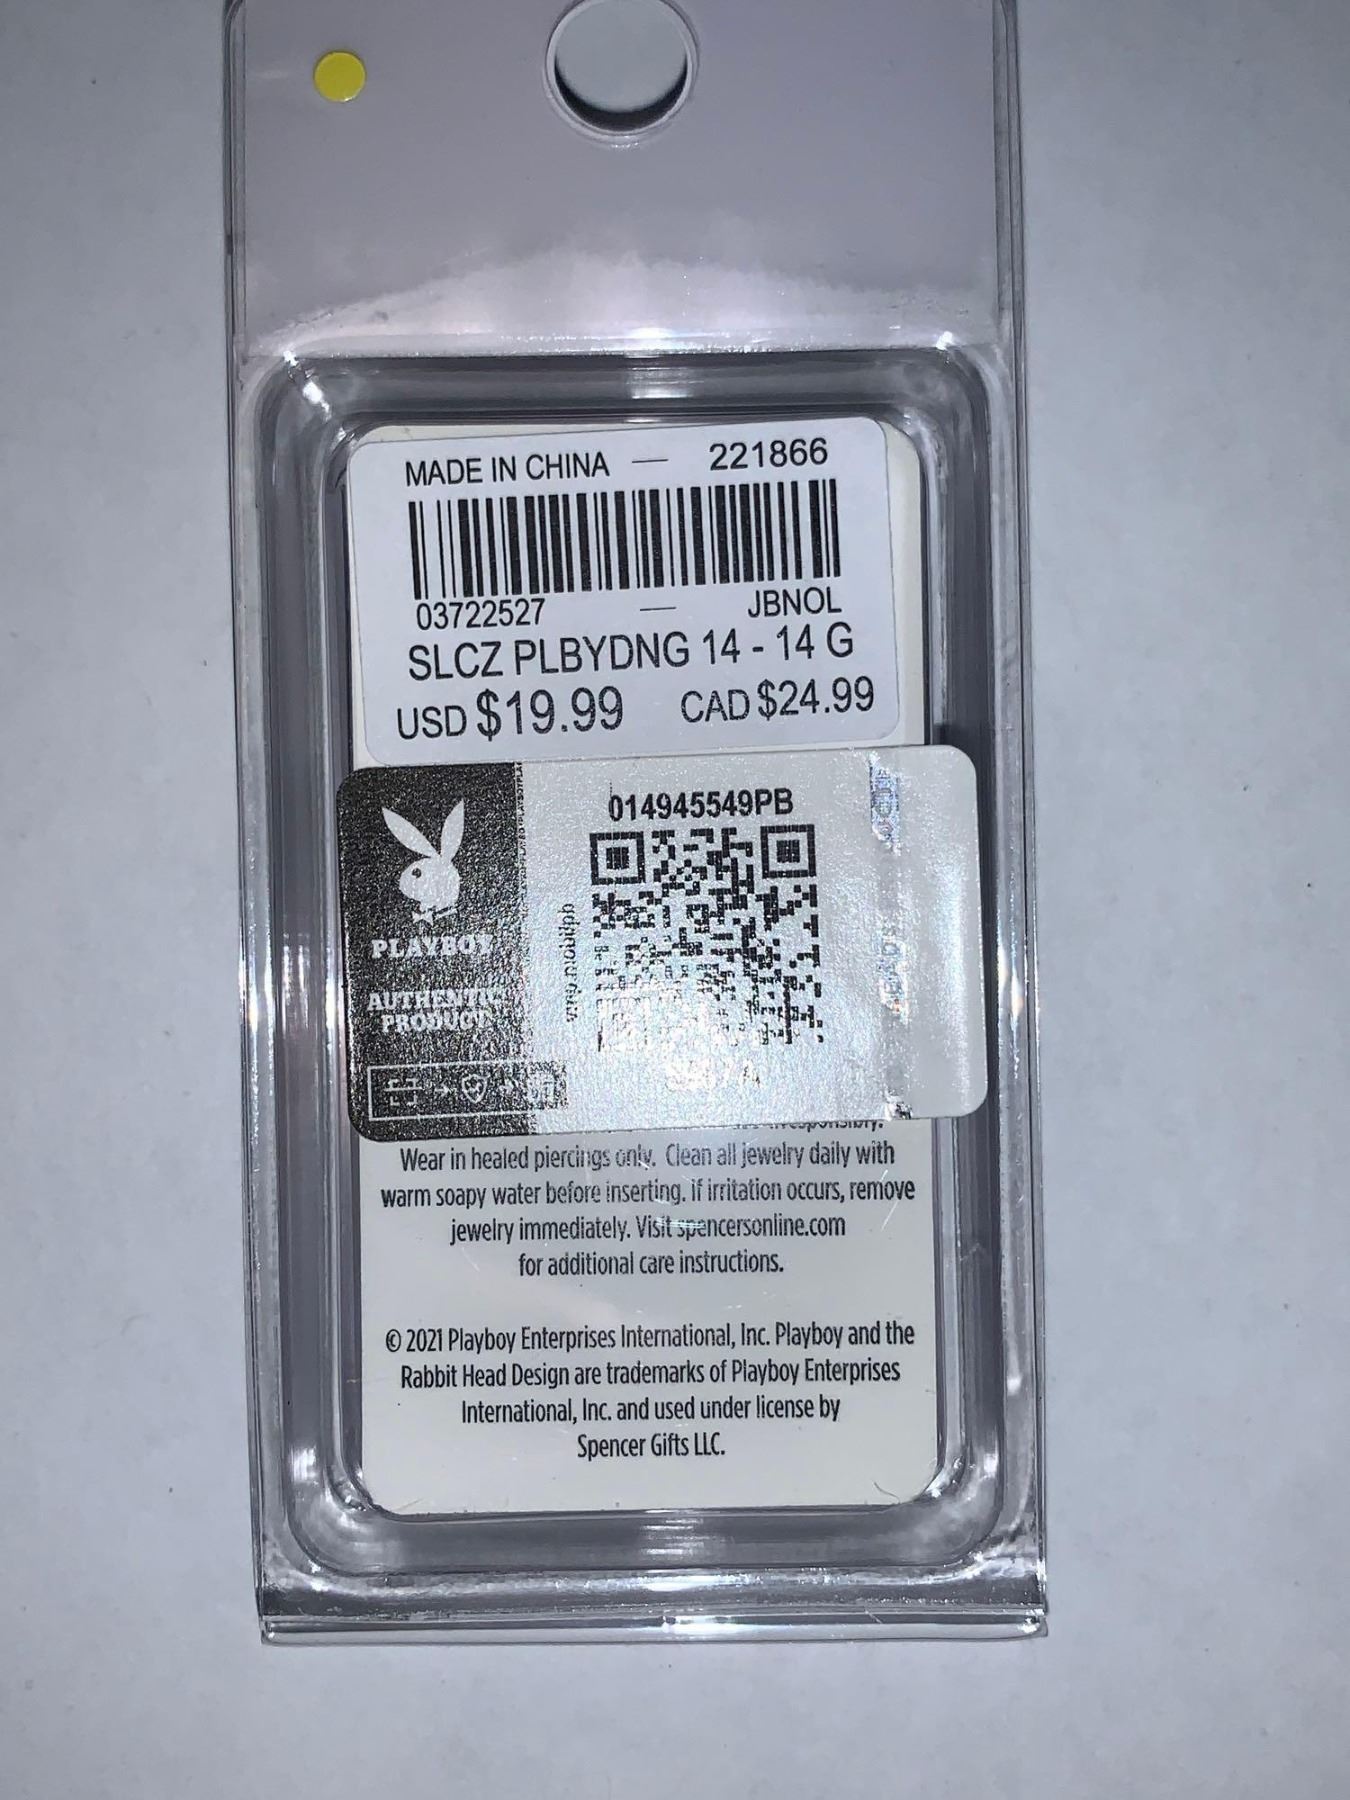 MADE IN CHINA — 221866
03722527 — JBNOL
SLCZ PLBYDNG 14 - 14 G
USD $19.99 CAD $24.99
014945549PB
PLAYBOY
AUTHENTIC
PRODUCT
Wear in healed piercings only. Clean all jewelry daily with
warm soapy water before inserting. If irritation occurs, remove
jewelry immediately. Visit spencersonline.com
for additional care instructions.
© 2021 Playboy Enterprises International, Inc. Playboy and the
Rabbit Head Design are trademarks of Playboy Enterprises
International, Inc. and used under license by
Spencer Gifts LLC.